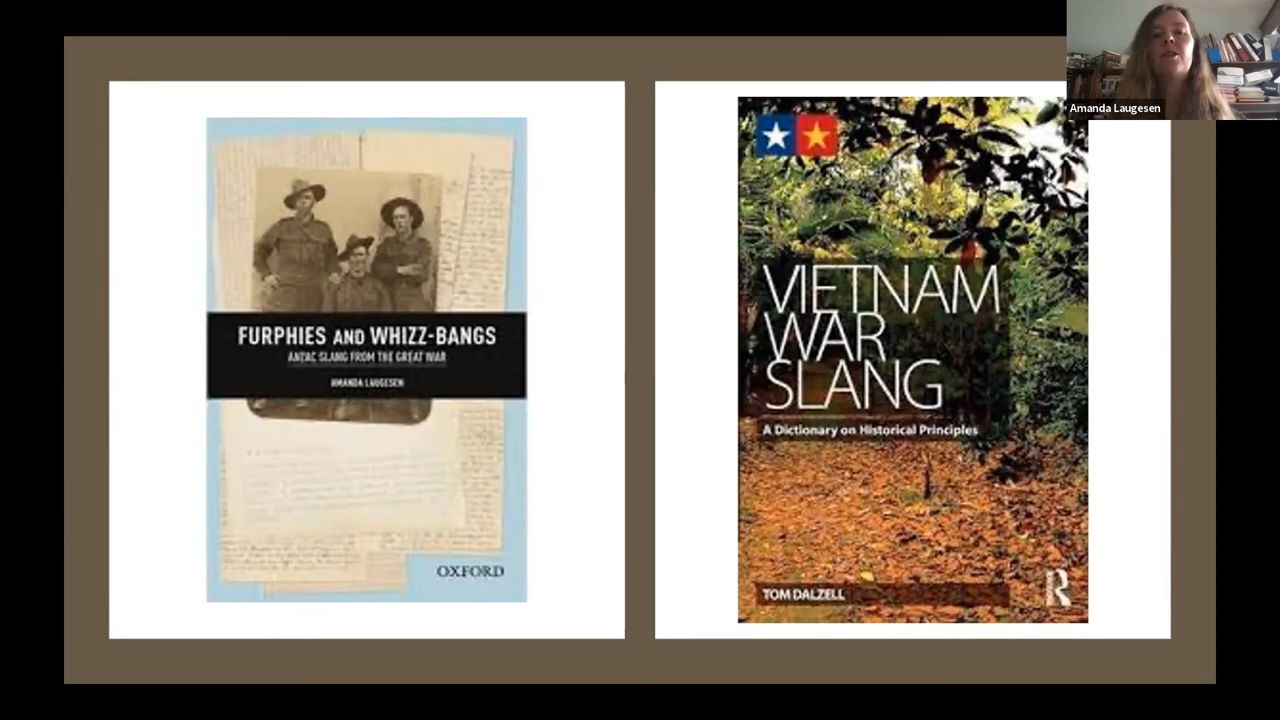 Amanda Laugesen
FURPHIES AND WHIZZ-BANGS
ANZAC SLANG FROM THE GREAT WAR
AMANDA LAUGESEN
OXFORD
VIETNAM
WAR
SLANG
A Dictionary on Historical Principles
TOM DALZELL
R